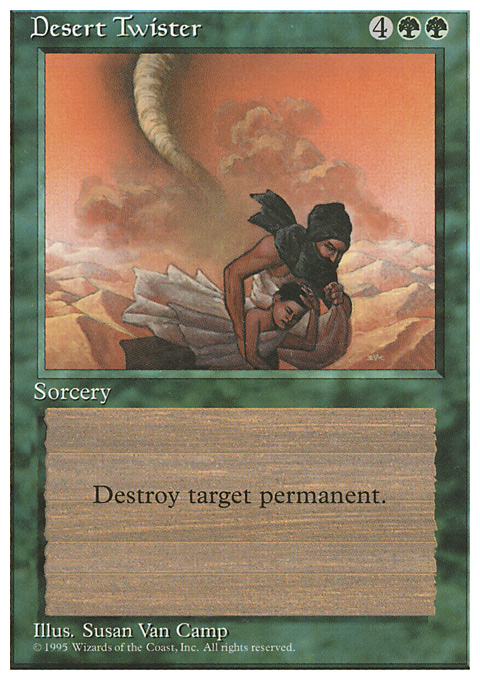 Desert Twister 4
SVC
Sorcery
Destroy target permanent.
Illus. Susan Van Camp
© 1995 Wizards of the Coast, Inc. All rights reserved.